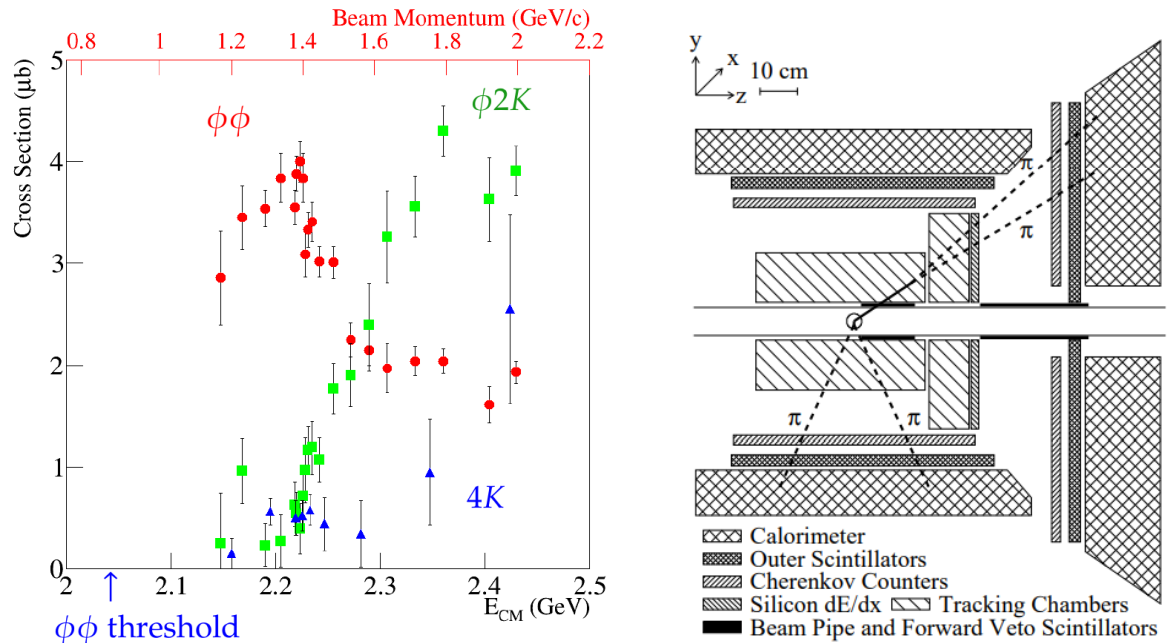 Beam Momentum (GeV/c)
0.8 1 1.2 1.4 1.6 1.8 2 2.2
Cross Section (μb)
5
4
3
2
1
0
ϕϕ
ϕ2K
4K
2 2.1 2.2 2.3 2.4 2.5
E_CM (GeV)
ϕϕ threshold
y
x
z
10 cm
π
π
π
π
Calorimeter
Outer Scintillators
Cherenkov Counters
Silicon dE/dx Tracking Chambers
Beam Pipe and Forward Veto Scintillators